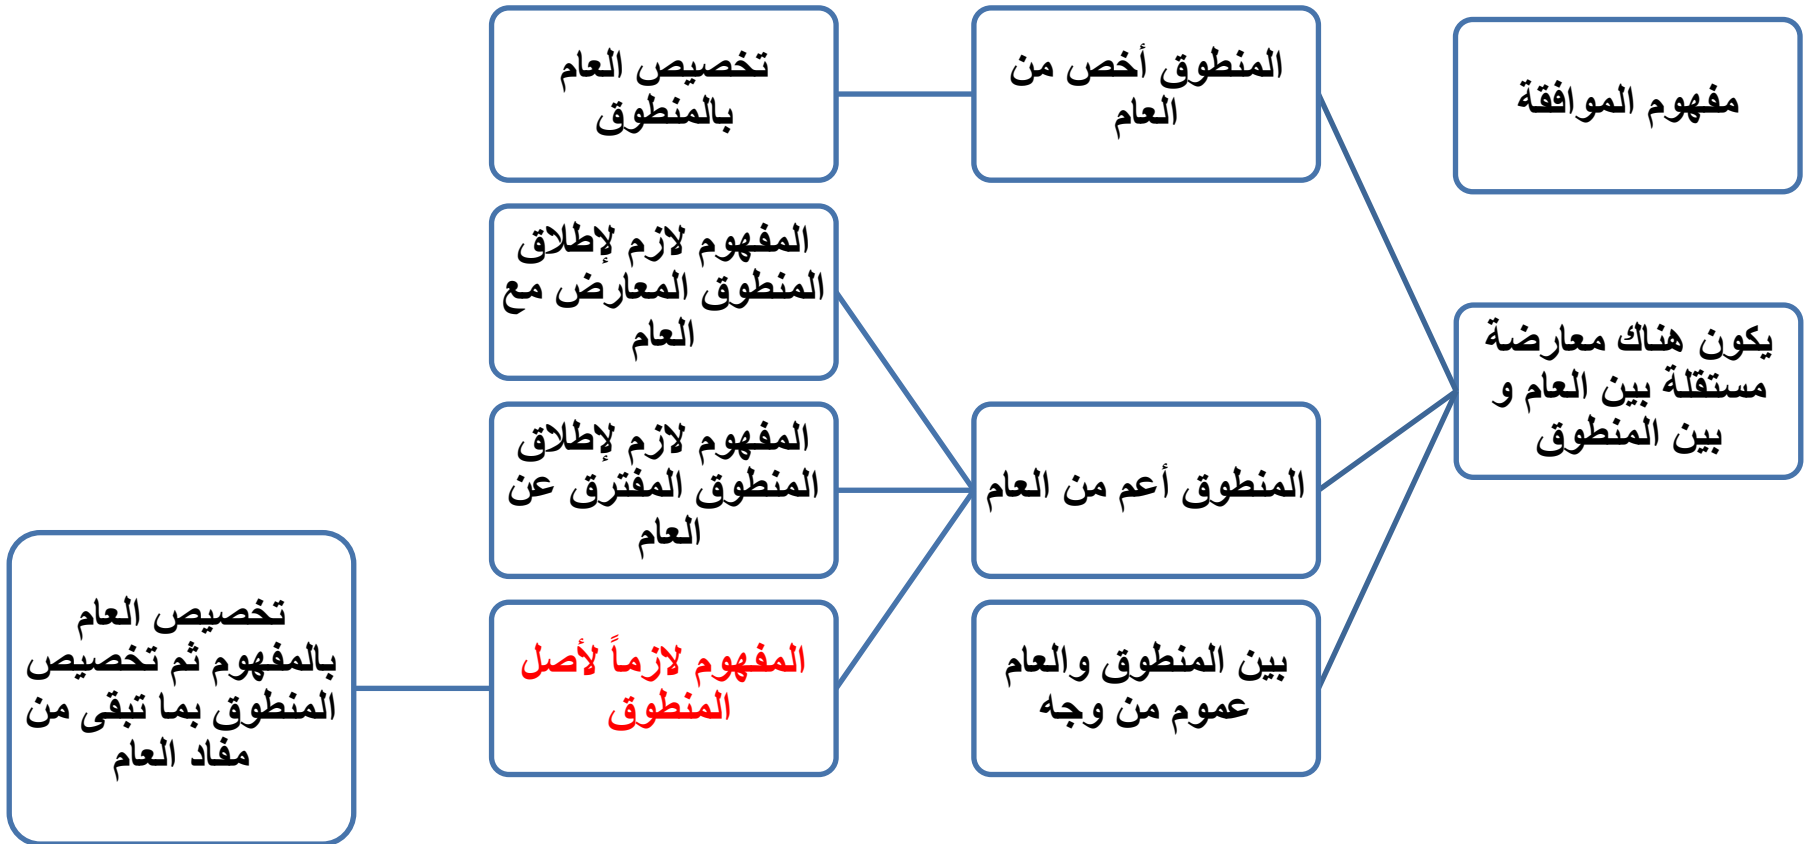 مفهوم الموافقة
يكون هناك معارضة
مستقلة بين العام و
بين المنطوق
المنطوق أخص من
العام
تخصيص العام
بالمنطوق
المنطوق أعم من العام
المفهوم لازم لإطلاق
المنطوق المعارض مع
العام
المفهوم لازم لإطلاق
المنطوق المفترق عن
العام
المفهوم لازماً لأصل
المنطوق
تخصيص العام
بالمفهوم ثم تخصيص
المنطوق بما تبقى من
مفاد العام
بين المنطوق والعام
عموم من وجه